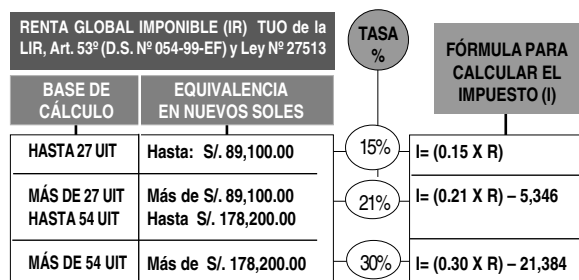 RENTA GLOBAL IMPONIBLE (IR) TUO de la
LIR, Art. 53º (D.S. Nº 054-99-EF) y Ley Nº 27513
TASA
%
FÓRMULA PARA
CALCULAR EL
IMPUESTO (I)
BASE DE
CÁLCULO
EQUIVALENCIA
EN NUEVOS SOLES
HASTA 27 UIT
Hasta: S/. 89,100.00
15%
I= (0.15 X R)
MÁS DE 27 UIT
HASTA 54 UIT
Más de S/. 89,100.00
Hasta S/. 178,200.00
21%
I= (0.21 X R) – 5,346
MÁS DE 54 UIT
Más de S/. 178,200.00
30%
I= (0.30 X R) – 21,384